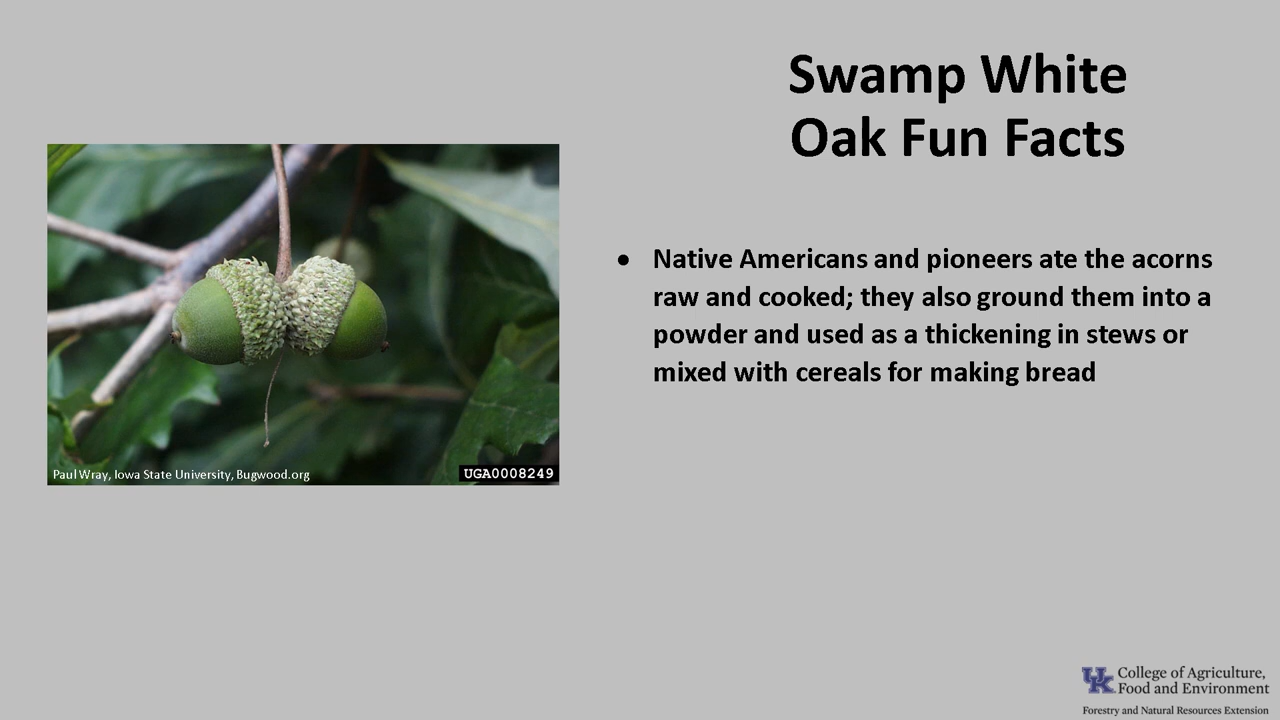 Swamp White
Oak Fun Facts
• Native Americans and pioneers ate the acorns
raw and cooked; they also ground them into a
powder and used as a thickening in stews or
mixed with cereals for making bread
Paul Wray, Iowa State University, Bugwood.org
UGA0008249
UK College of Agriculture,
Food and Environment
Forestry and Natural Resources Extension